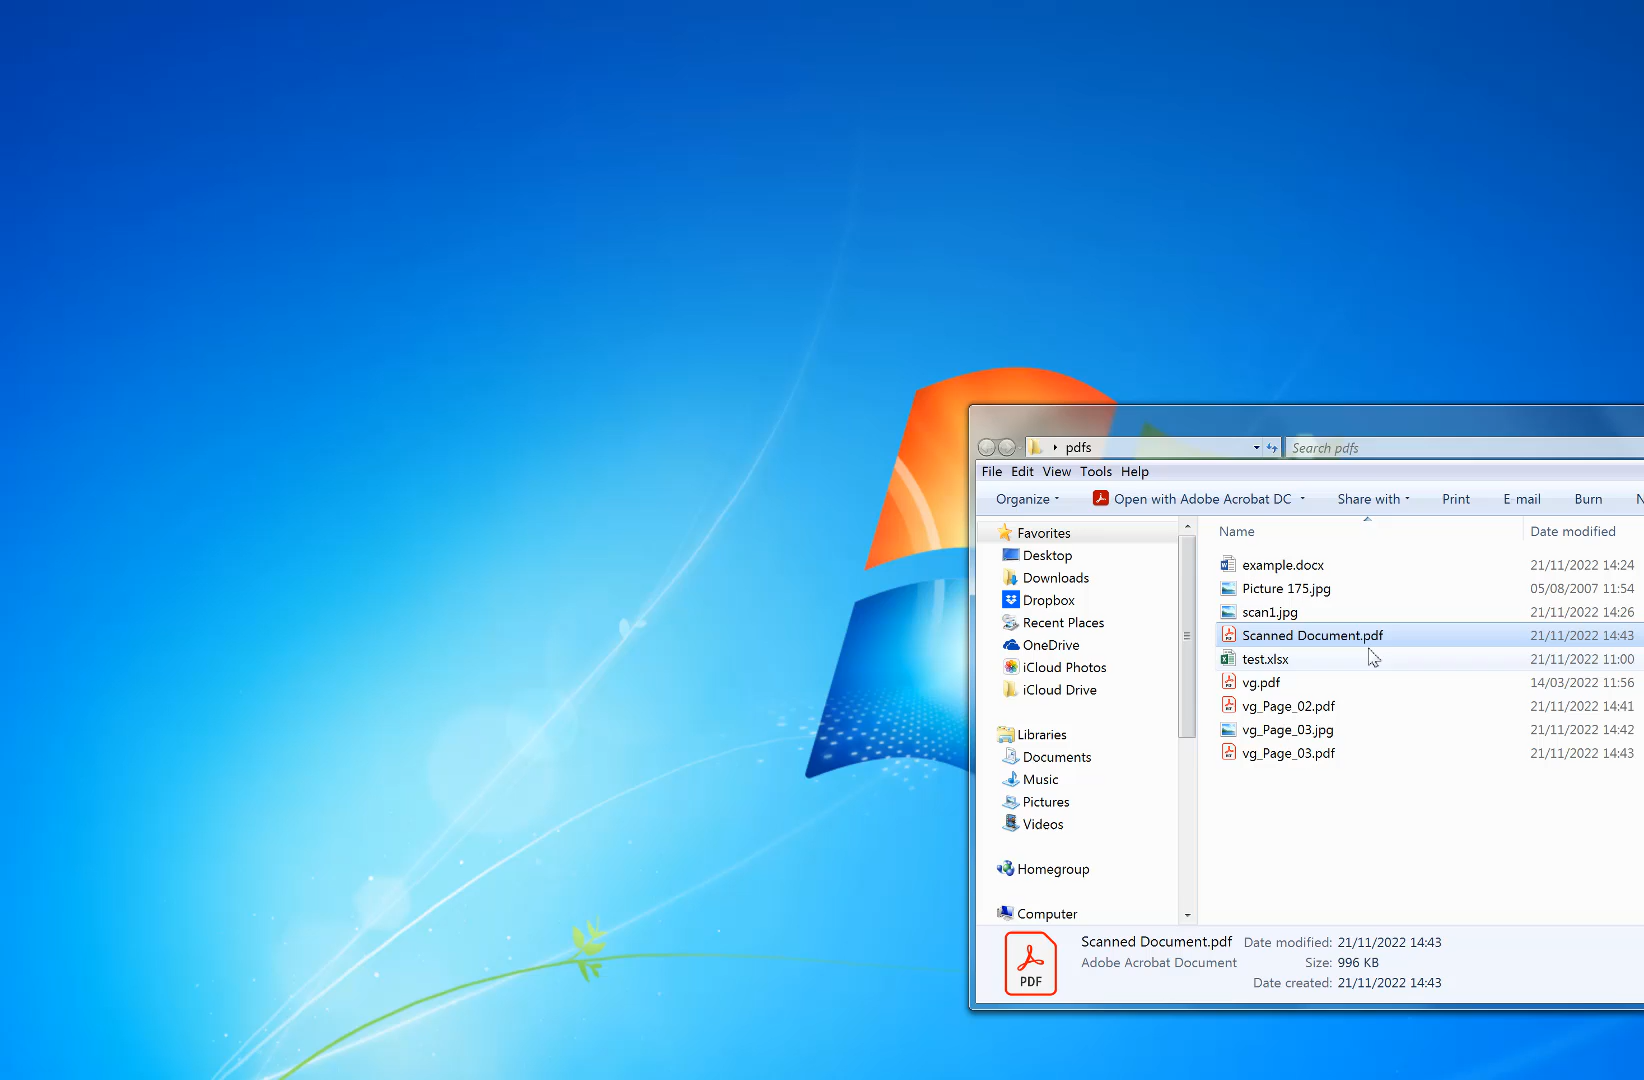 pdfs
Search pdfs
File Edit View Tools Help
Organize Open with Adobe Acrobat DC Share with Print E mail Burn
Name Date modified
Favorites
Desktop
Downloads
Dropbox
Recent Places
OneDrive
iCloud Photos
iCloud Drive
Libraries
Documents
Music
Pictures
Videos
Homegroup
Computer
example.docx 21/11/2022 14:24
Picture 175.jpg 05/08/2007 11:54
scan1.jpg 21/11/2022 14:26
Scanned Document.pdf 21/11/2022 14:43
test.xlsx 21/11/2022 11:00
vg.pdf 14/03/2022 11:56
vg_Page_02.pdf 21/11/2022 14:41
vg_Page_03.jpg 21/11/2022 14:42
vg_Page_03.pdf 21/11/2022 14:43
PDF
Scanned Document.pdf Date modified: 21/11/2022 14:43
Adobe Acrobat Document Size: 996 KB
Date created: 21/11/2022 14:43